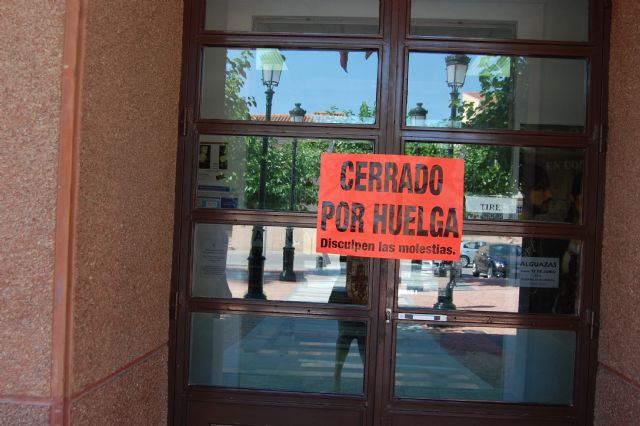 CERRADO
POR HUELGA
Disculpen las molestias.
TIRE
ALGUAZAS